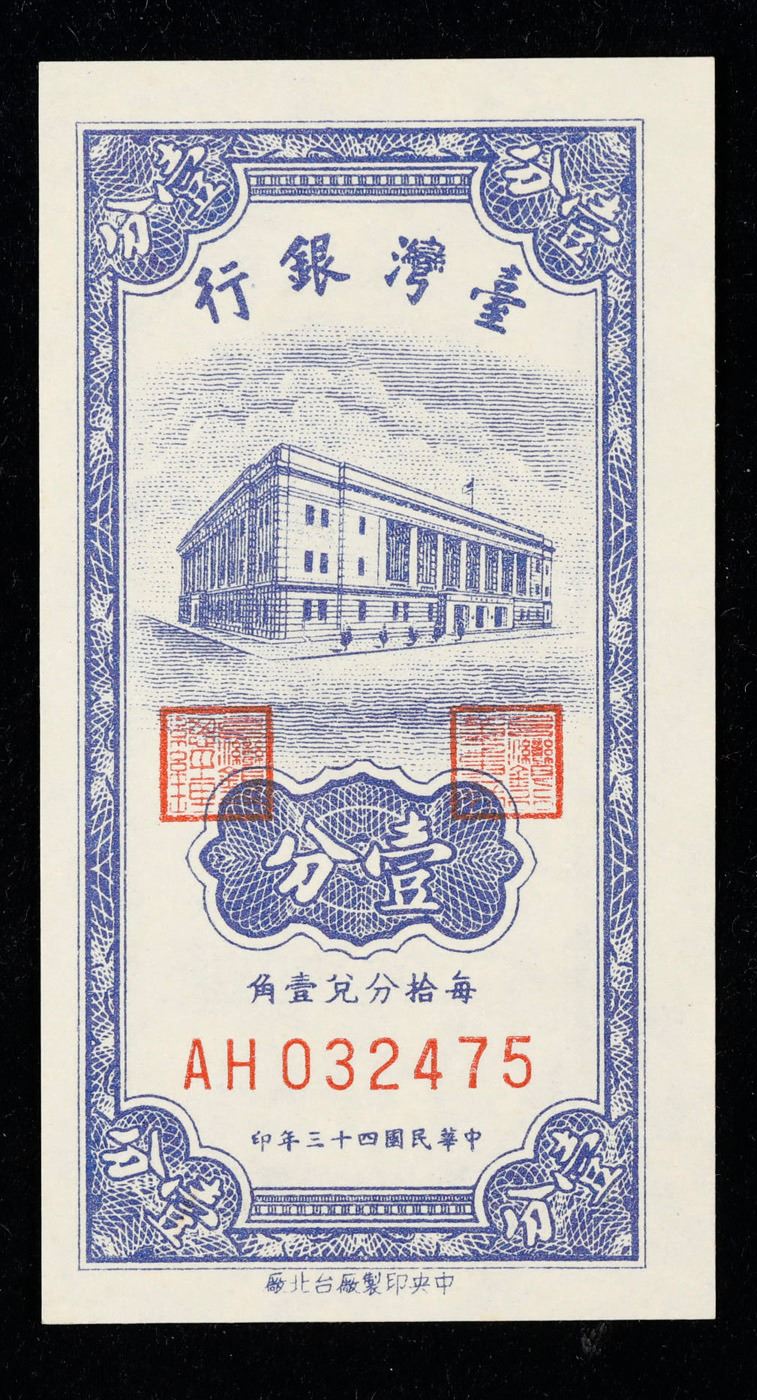 壹分
壹分
臺灣銀行
壹分
每拾分兌壹角
AH032475
中華民國四十三年印
壹分
壹分
中央印製廠台北廠